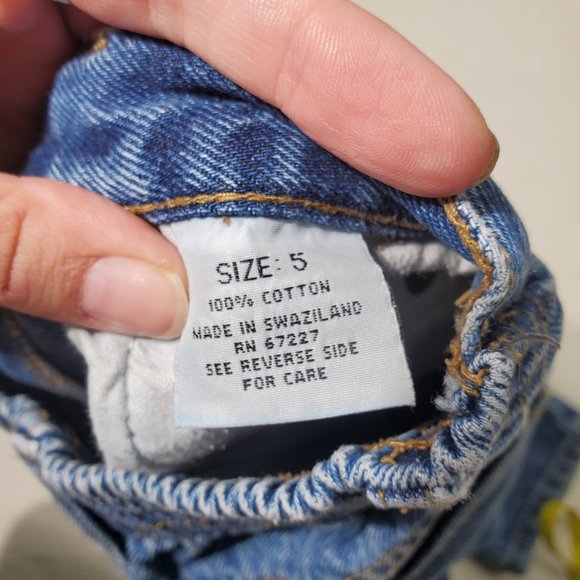 SIZE: 5
100% COTTON
MADE IN SWAZILAND
RN 67227
SEE REVERSE SIDE
FOR CARE